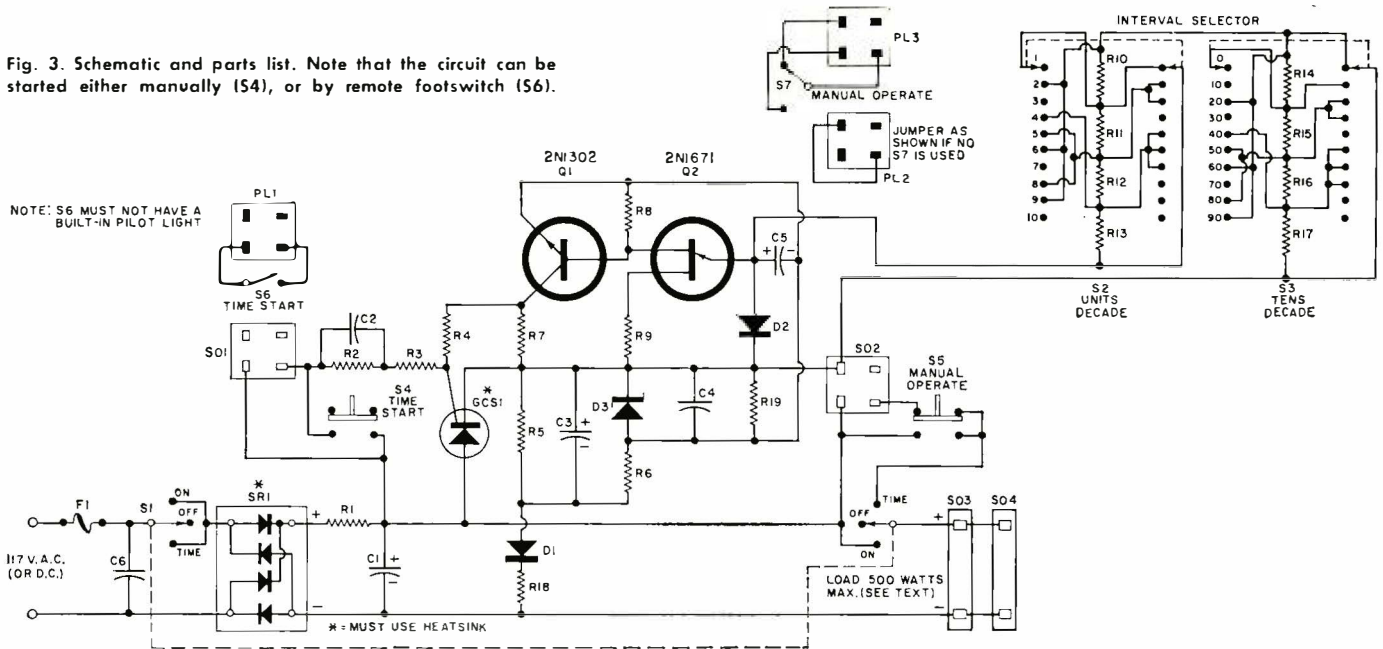 Fig. 3. Schematic and parts list. Note that the circuit can be
started either manually (S4), or by remote footswitch (S6).
PL3
S7
MANUAL OPERATE
JUMPER AS
SHOWN IF NO
S7 IS USED
PL2
INTERVAL SELECTOR
1
2
3
4
5
6
7
8
9
10
R10
R11
R12
R13
S2
UNITS
DECADE
0
10
20
30
40
50
60
70
80
90
R14
R15
R16
R17
S3
TENS
DECADE
NOTE: S6 MUST NOT HAVE A
BUILT-IN PILOT LIGHT
PL1
S6
TIME START
SO1
C2
R2
R3
S4
TIME
START
2N1302
Q1
2N1671
Q2
R8
C5
+ -
R4
R7
R9
D2
*
GCS1
R5
C3
+
-
D3
C4
R19
R6
SO2
S5
MANUAL
OPERATE
F1
S1
ON
OFF
TIME
*
SR1
+
-
R1
C1
+
-
D1
R18
C6
117 V.A.C.
(OR D.C.)
* = MUST USE HEATSINK
TIME
OFF
ON
LOAD 500 WATTS
MAX. (SEE TEXT)
+
-
SO3
SO4